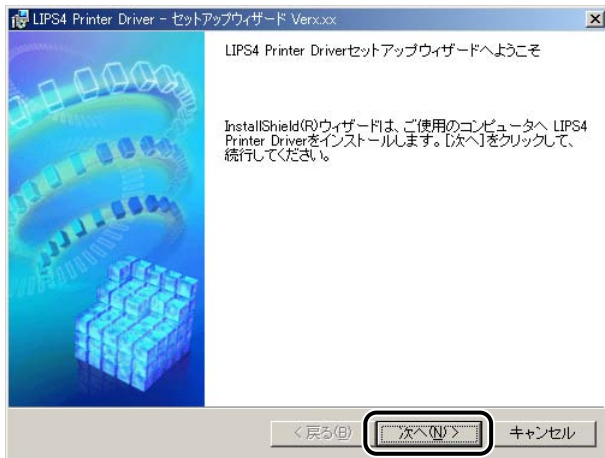 LIPS4 Printer Driver - セットアップウィザード Verx.xx
LIPS4 Printer Driverセットアップウィザードへようこそ
InstallShield(R)ウィザードは、ご使用のコンピュータへ LIPS4
Printer Driverをインストールします。[次へ]をクリックして、
続行してください。
< 戻る(B)
次へ(N) >
キャンセル